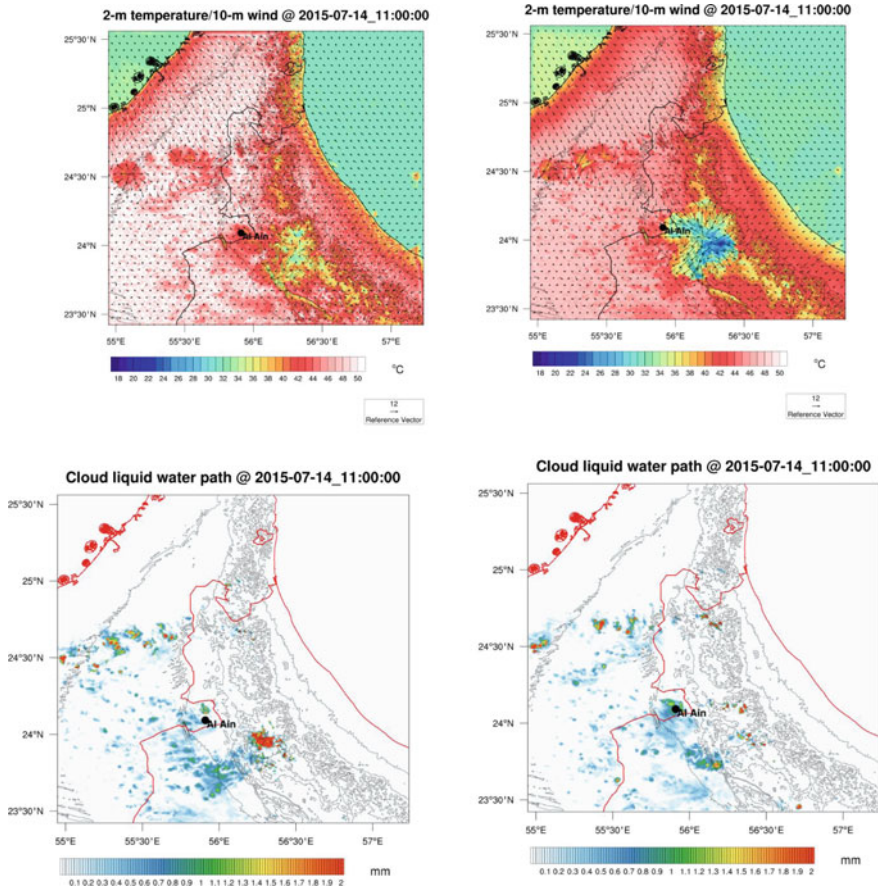 2-m temperature/10-m wind @ 2015-07-14_11:00:00
25°30´N
25°N
24°30´N
24°N
23°30´N
Al Ain
55°E
55°30´E
56°E
56°30´E
57°E
18 20 22 24 26 28 30 32 34 36 38 40 42 44 46 48 50
°C
12
Reference Vector
2-m temperature/10-m wind @ 2015-07-14_11:00:00
25°30´N
25°N
24°30´N
24°N
23°30´N
Al Ain
55°E
55°30´E
56°E
56°30´E
57°E
18 20 22 24 26 28 30 32 34 36 38 40 42 44 46 48 50
°C
12
Reference Vector
Cloud liquid water path @ 2015-07-14_11:00:00
25°30´N
25°N
24°30´N
24°N
23°30´N
Al Ain
55°E
55°30´E
56°E
56°30´E
57°E
0.1 0.2 0.3 0.4 0.5 0.6 0.7 0.8 0.9 1 1.1 1.2 1.3 1.4 1.5 1.6 1.7 1.8 1.9 2
mm
Cloud liquid water path @ 2015-07-14_11:00:00
25°30´N
25°N
24°30´N
24°N
23°30´N
Al Ain
55°E
55°30´E
56°E
56°30´E
57°E
0.1 0.2 0.3 0.4 0.5 0.6 0.7 0.8 0.9 1 1.1 1.2 1.3 1.4 1.5 1.6 1.7 1.8 1.9 2
mm